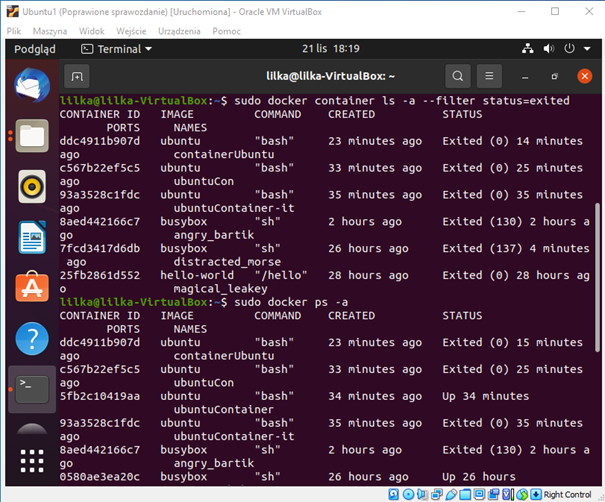 Ubuntu1 (Poprawione sprawozdanie) [Uruchomiona] - Oracle VM VirtualBox
Plik Maszyna Widok Wejście Urządzenia Pomoc
Podgląd Terminal 21 lis 18:19
lilka@lilka-VirtualBox: ~
lilka@lilka-VirtualBox:~$ sudo docker container ls -a --filter status=exited
CONTAINER ID IMAGE COMMAND CREATED STATUS
PORTS NAMES
ddc4911b907d ubuntu "bash" 23 minutes ago Exited (0) 14 minutes
ago containerUbuntu
c567b22ef5c5 ubuntu "bash" 33 minutes ago Exited (0) 25 minutes
ago ubuntuCon
93a3528c1fdc ubuntu "bash" 35 minutes ago Exited (0) 35 minutes
ago ubuntuContainer-it
8aed442166c7 busybox "sh" 2 hours ago Exited (130) 2 hours a
go angry_bartik
7fcd3417d6db busybox "sh" 26 hours ago Exited (137) 4 minutes
ago distracted_morse
25fb2861d552 hello-world "/hello" 28 hours ago Exited (0) 28 hours ag
o magical_leakey
lilka@lilka-VirtualBox:~$ sudo docker ps -a
CONTAINER ID IMAGE COMMAND CREATED STATUS
PORTS NAMES
ddc4911b907d ubuntu "bash" 23 minutes ago Exited (0) 15 minutes
ago containerUbuntu
c567b22ef5c5 ubuntu "bash" 33 minutes ago Exited (0) 25 minutes
ago ubuntuCon
5fb2c10419aa ubuntu "bash" 34 minutes ago Up 34 minutes
ubuntuContainer
93a3528c1fdc ubuntu "bash" 35 minutes ago Exited (0) 35 minutes
ago ubuntuContainer-it
8aed442166c7 busybox "sh" 2 hours ago Exited (130) 2 hours a
go angry_bartik
0580ae3ea20c busybox "sh" 26 hours ago Up 26 hours
Right Control